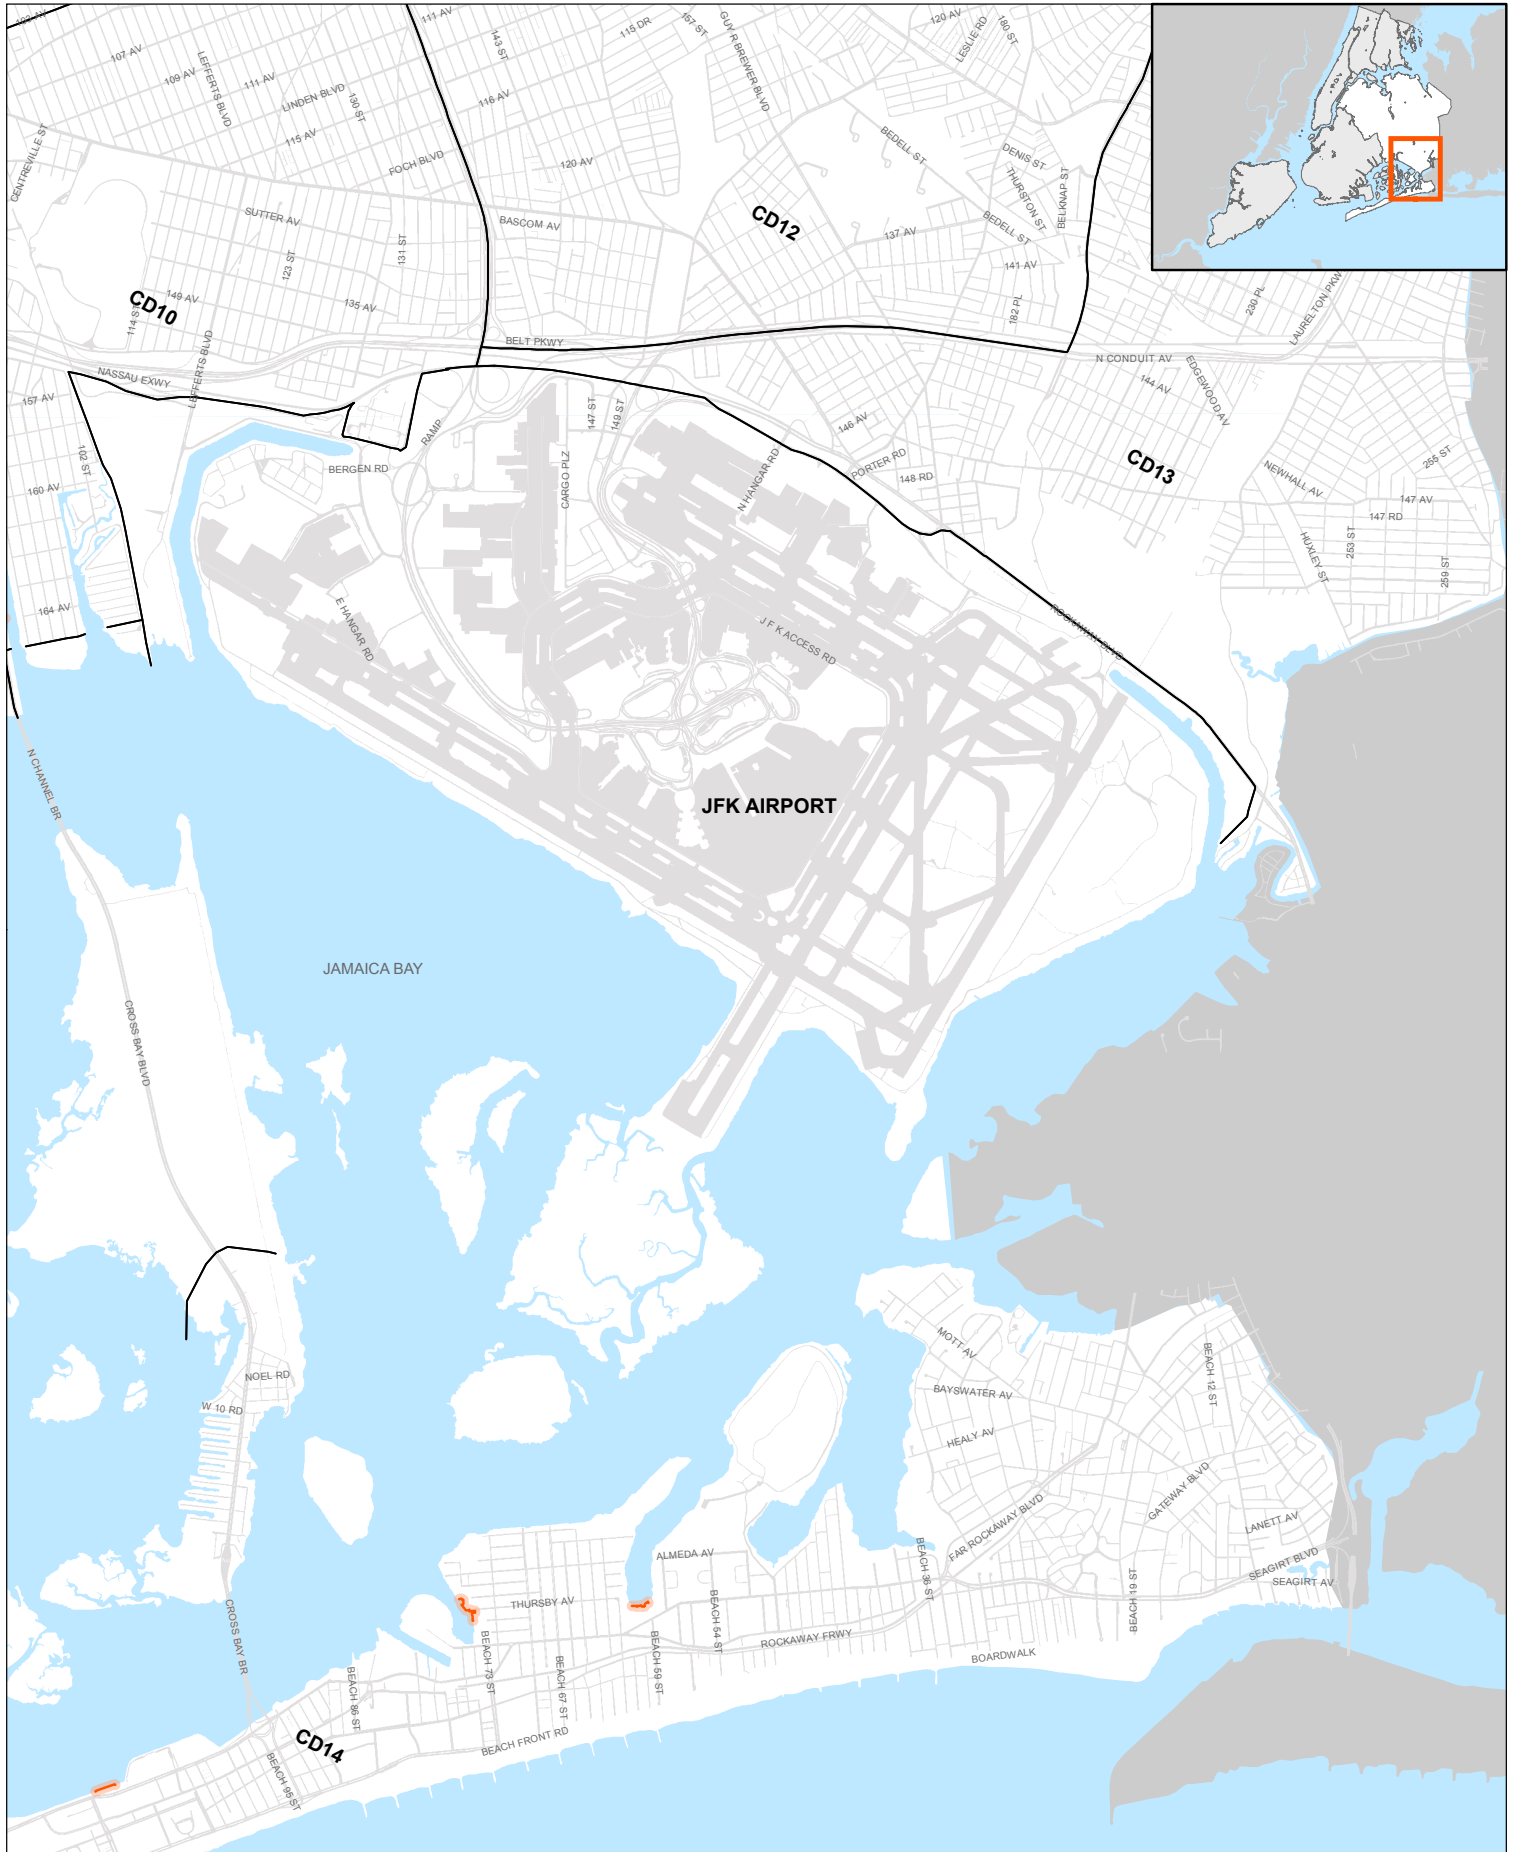 103 AV
111 AV
107 AV
109 AV
111 AV
LEFFERTS BLVD
LINDEN BLVD
130 ST
115 AV
143 ST
116 AV
115 DR
157 ST
GUY R BREWER BLVD
120 AV
LESLIE RD
180 ST
CENTREVILLE ST
FOCH BLVD
120 AV
BEDELL ST
DENIS ST
THURSTON ST
BELKNAP ST
SUTTER AV
123 ST
131 ST
BASCOM AV
CD12
137 AV
BEDELL ST
141 AV
182 PL
230 PL
LAURELTON PKWY
149 AV
114 ST
CD10
135 AV
LEFFERTS BLVD
BELT PKWY
N CONDUIT AV
NASSAU EXWY
144 AV
EDGEWOOD AV
157 AV
102 ST
RAMP
147 ST
149 ST
146 AV
BERGEN RD
CARGO PLZ
N HANGAR RD
PORTER RD
148 RD
CD13
255 ST
NEWHALL AV
147 AV
147 RD
160 AV
HUXLEY ST
253 ST
259 ST
164 AV
E HANGAR RD
J F K ACCESS RD
ROCKAWAY BLVD
N CHANNEL BR
JFK AIRPORT
JAMAICA BAY
CROSS BAY BLVD
MOTT AV
BEACH 12 ST
NOEL RD
BAYSWATER AV
W 10 RD
HEALY AV
GATEWAY BLVD
FAR ROCKAWAY BLVD
LANETT AV
ALMEDA AV
BEACH 36 ST
SEAGIRT BLVD
SEAGIRT AV
THURSBY AV
BEACH 54 ST
BEACH 19 ST
CROSS BAY BR
BEACH 73 ST
BEACH 59 ST
ROCKAWAY FRWY
BOARDWALK
BEACH 86 ST
BEACH 67 ST
CD14
BEACH FRONT RD
BEACH 95 ST